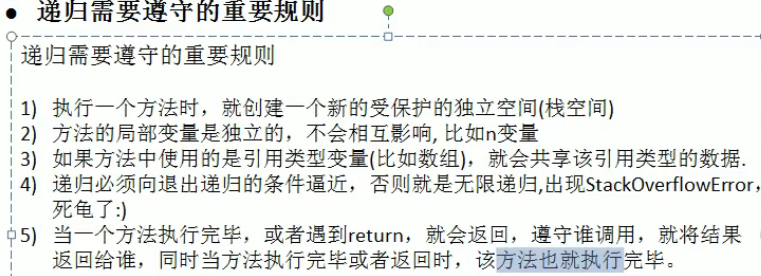 ● 递归需要遵守的重要规则
递归需要遵守的重要规则
1) 执行一个方法时，就创建一个新的受保护的独立空间(栈空间)
2) 方法的局部变量是独立的，不会相互影响, 比如n变量
3) 如果方法中使用的是引用类型变量(比如数组)，就会共享该引用类型的数据.
4) 递归必须向退出递归的条件逼近，否则就是无限递归,出现StackOverflowError，
死龟了:)
5) 当一个方法执行完毕，或者遇到return，就会返回，遵守谁调用，就将结果
返回给谁，同时当方法执行完毕或者返回时，该方法也就执行完毕。